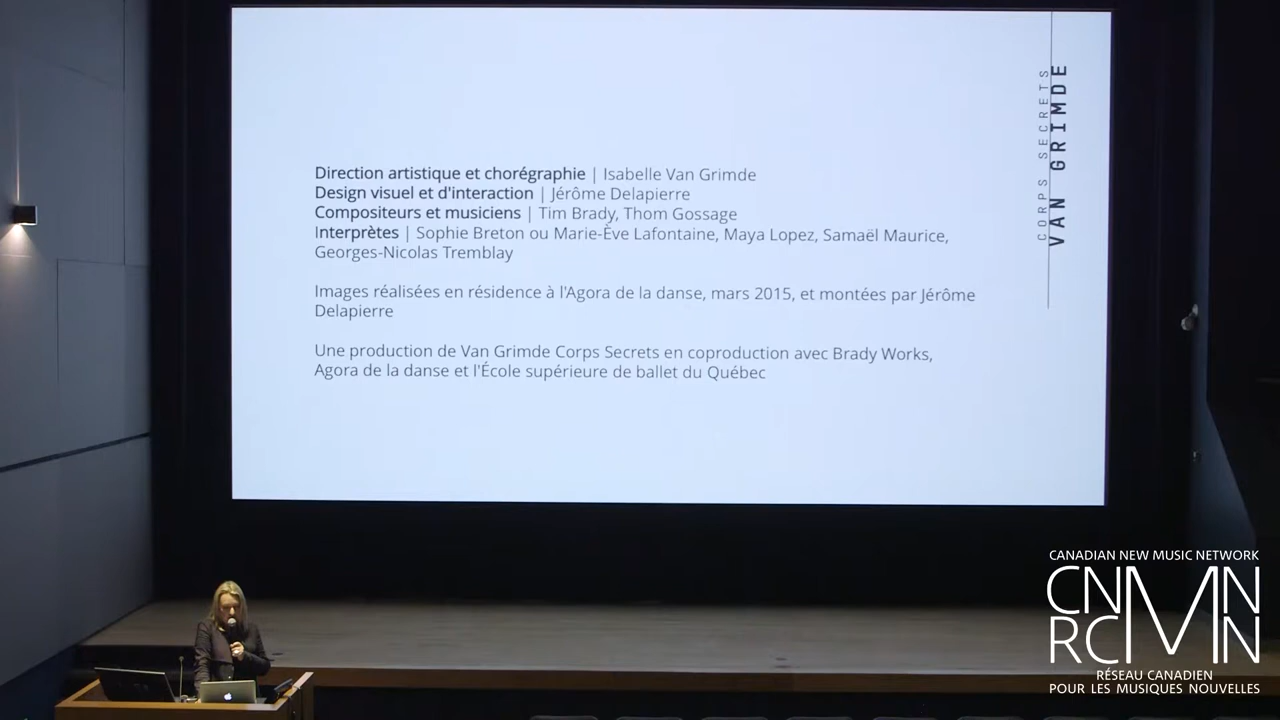 Direction artistique et chorégraphie | Isabelle Van Grimde
Design visuel et d'interaction | Jérôme Delapierre
Compositeurs et musiciens | Tim Brady, Thom Gossage
Interprètes | Sophie Breton ou Marie-Ève Lafontaine, Maya Lopez, Samaël Maurice,
Georges-Nicolas Tremblay
Images réalisées en résidence à l'Agora de la danse, mars 2015, et montées par Jérôme
Delapierre
Une production de Van Grimde Corps Secrets en coproduction avec Brady Works,
Agora de la danse et l'École supérieure de ballet du Québec
CORPS SECRETS
VAN GRIMDE
CANADIAN NEW MUSIC NETWORK
CNMN
RCMN
RÉSEAU CANADIEN
POUR LES MUSIQUES NOUVELLES